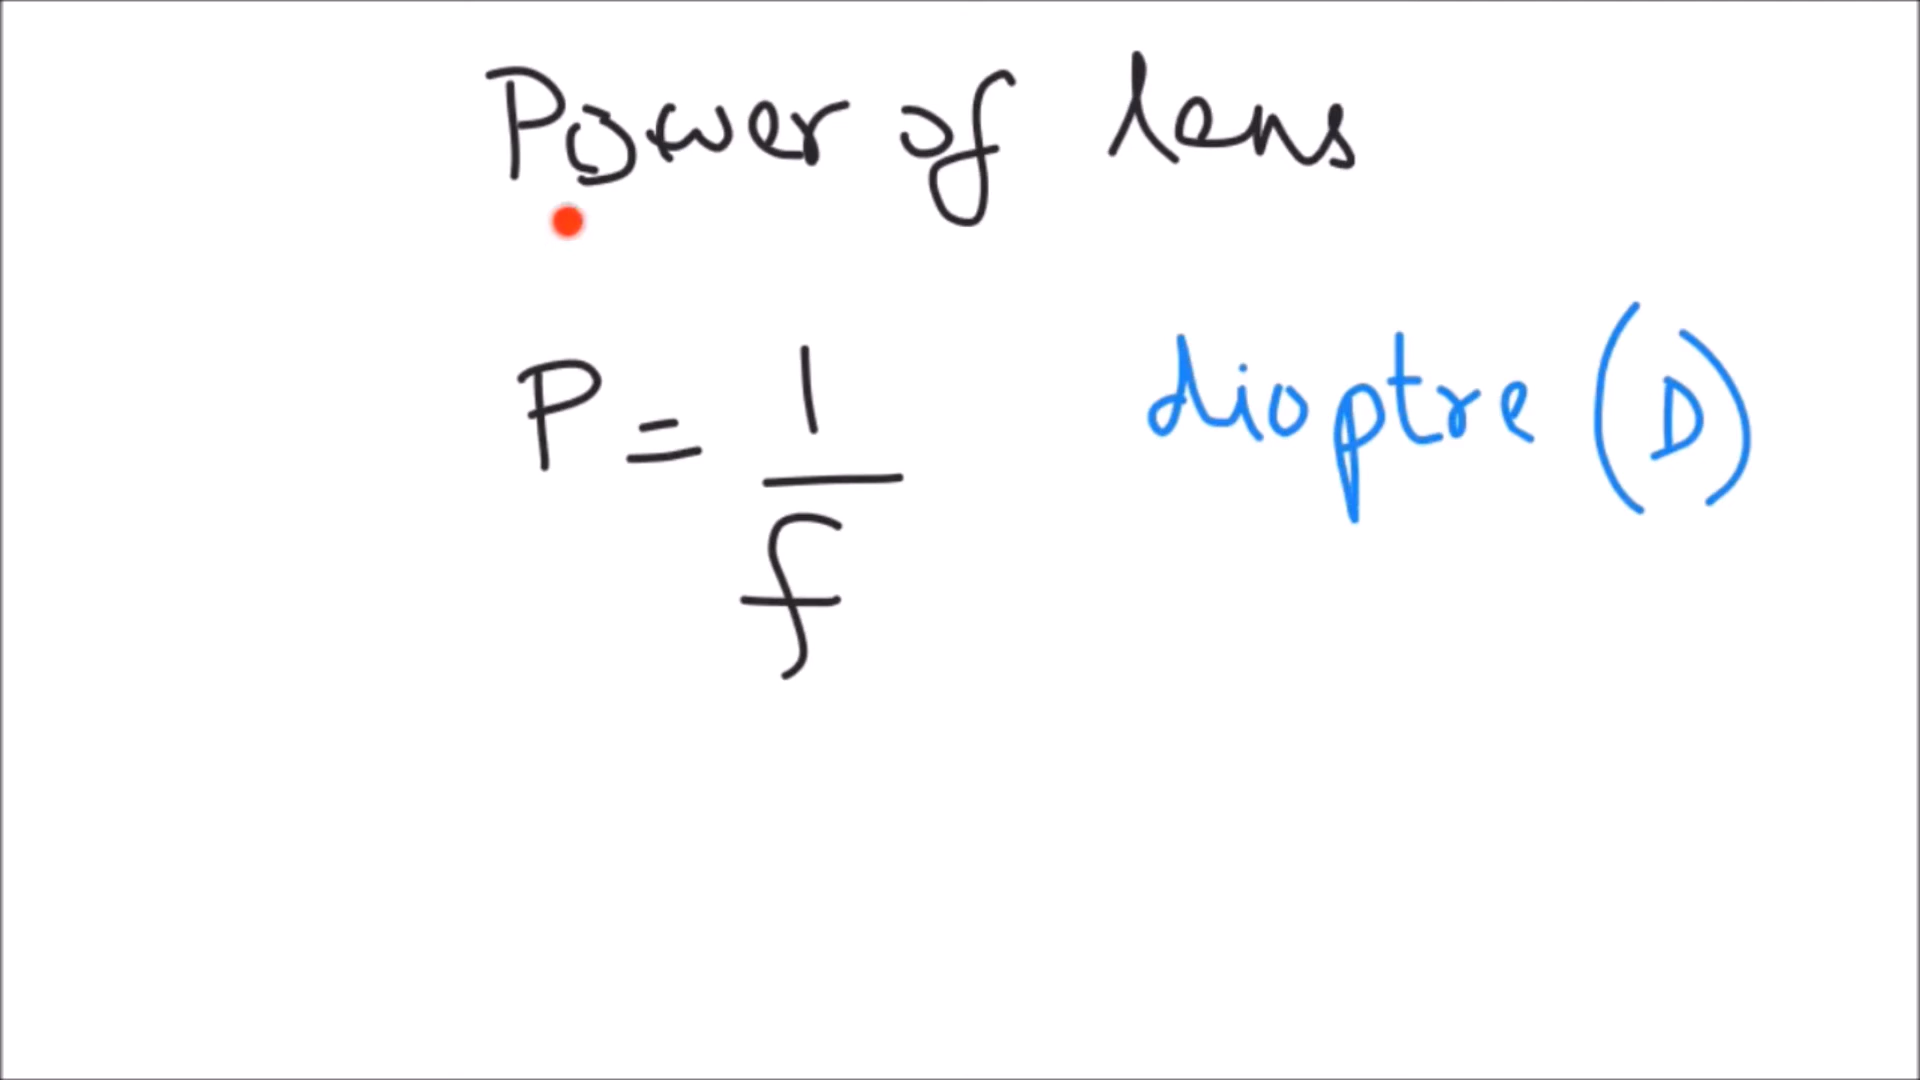 Power of lens
P = 1/f dioptre (D)